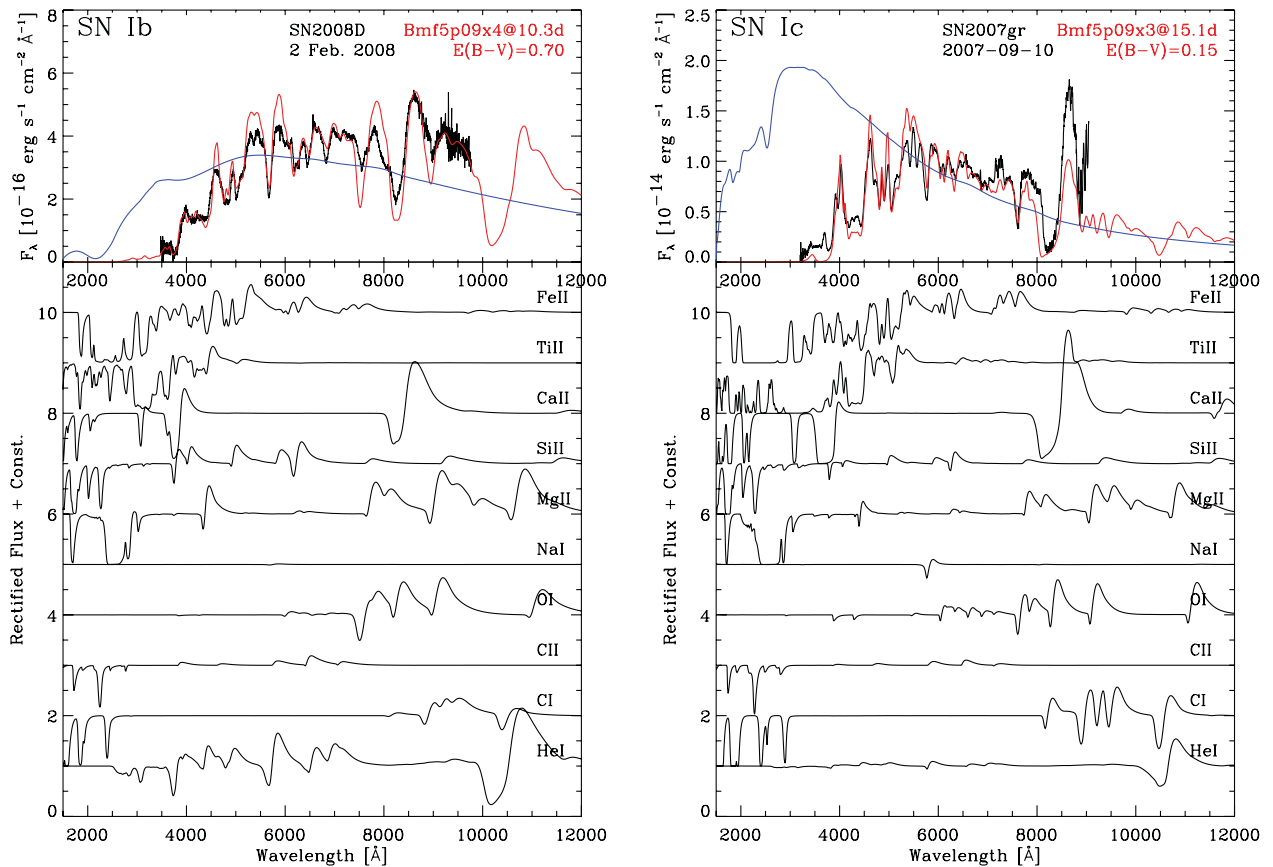 SN Ib
SN2008D
Bmf5p09x4@10.3d
2 Feb. 2008
E(B−V)=0.70
F_λ [10⁻¹⁶ erg s⁻¹ cm⁻² Å⁻¹]
8
6
4
2
0
2000 4000 6000 8000 10000 12000
FeII
TiII
CaII
SiII
MgII
NaI
OI
CII
CI
HeI
Rectified Flux + Const.
10
8
6
4
2
0
2000 4000 6000 8000 10000 12000
Wavelength [Å]
SN Ic
SN2007gr
Bmf5p09x3@15.1d
2007−09−10
E(B−V)=0.15
F_λ [10⁻¹⁴ erg s⁻¹ cm⁻² Å⁻¹]
2.5
2.0
1.5
1.0
0.5
0.0
2000 4000 6000 8000 10000 12000
FeII
TiII
CaII
SiII
MgII
NaI
OI
CII
CI
HeI
Rectified Flux + Const.
10
8
6
4
2
0
2000 4000 6000 8000 10000 12000
Wavelength [Å]